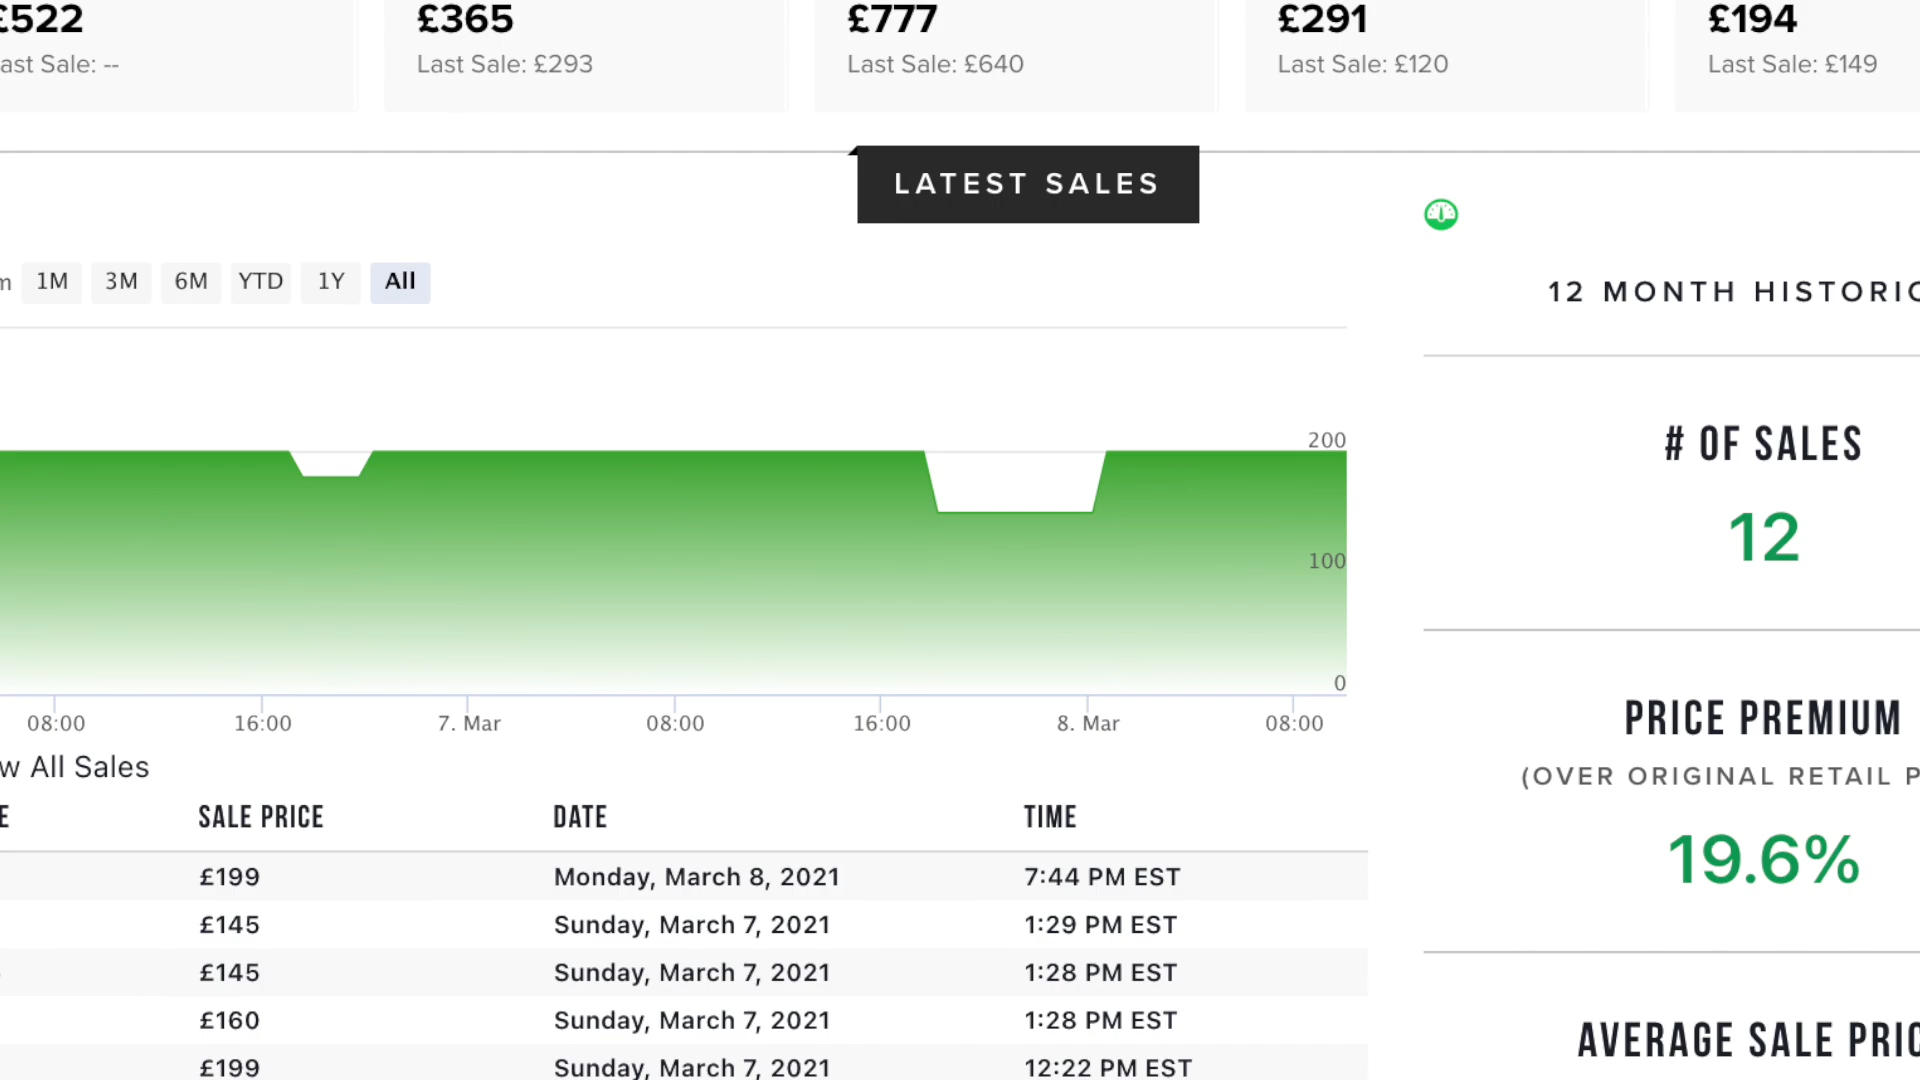 £522 £365 £777 £291 £194
ast Sale: -- Last Sale: £293 Last Sale: £640 Last Sale: £120 Last Sale: £149
LATEST SALES
m 1M 3M 6M YTD 1Y All
12 MONTH HISTORIC
200
100
0
08:00 16:00 7. Mar 08:00 16:00 8. Mar 08:00
w All Sales
E SALE PRICE DATE TIME
£199 Monday, March 8, 2021 7:44 PM EST
£145 Sunday, March 7, 2021 1:29 PM EST
£145 Sunday, March 7, 2021 1:28 PM EST
£160 Sunday, March 7, 2021 1:28 PM EST
£199 Sunday, March 7, 2021 12:22 PM EST
# OF SALES
12
PRICE PREMIUM
(OVER ORIGINAL RETAIL P
19.6%
AVERAGE SALE PRIC